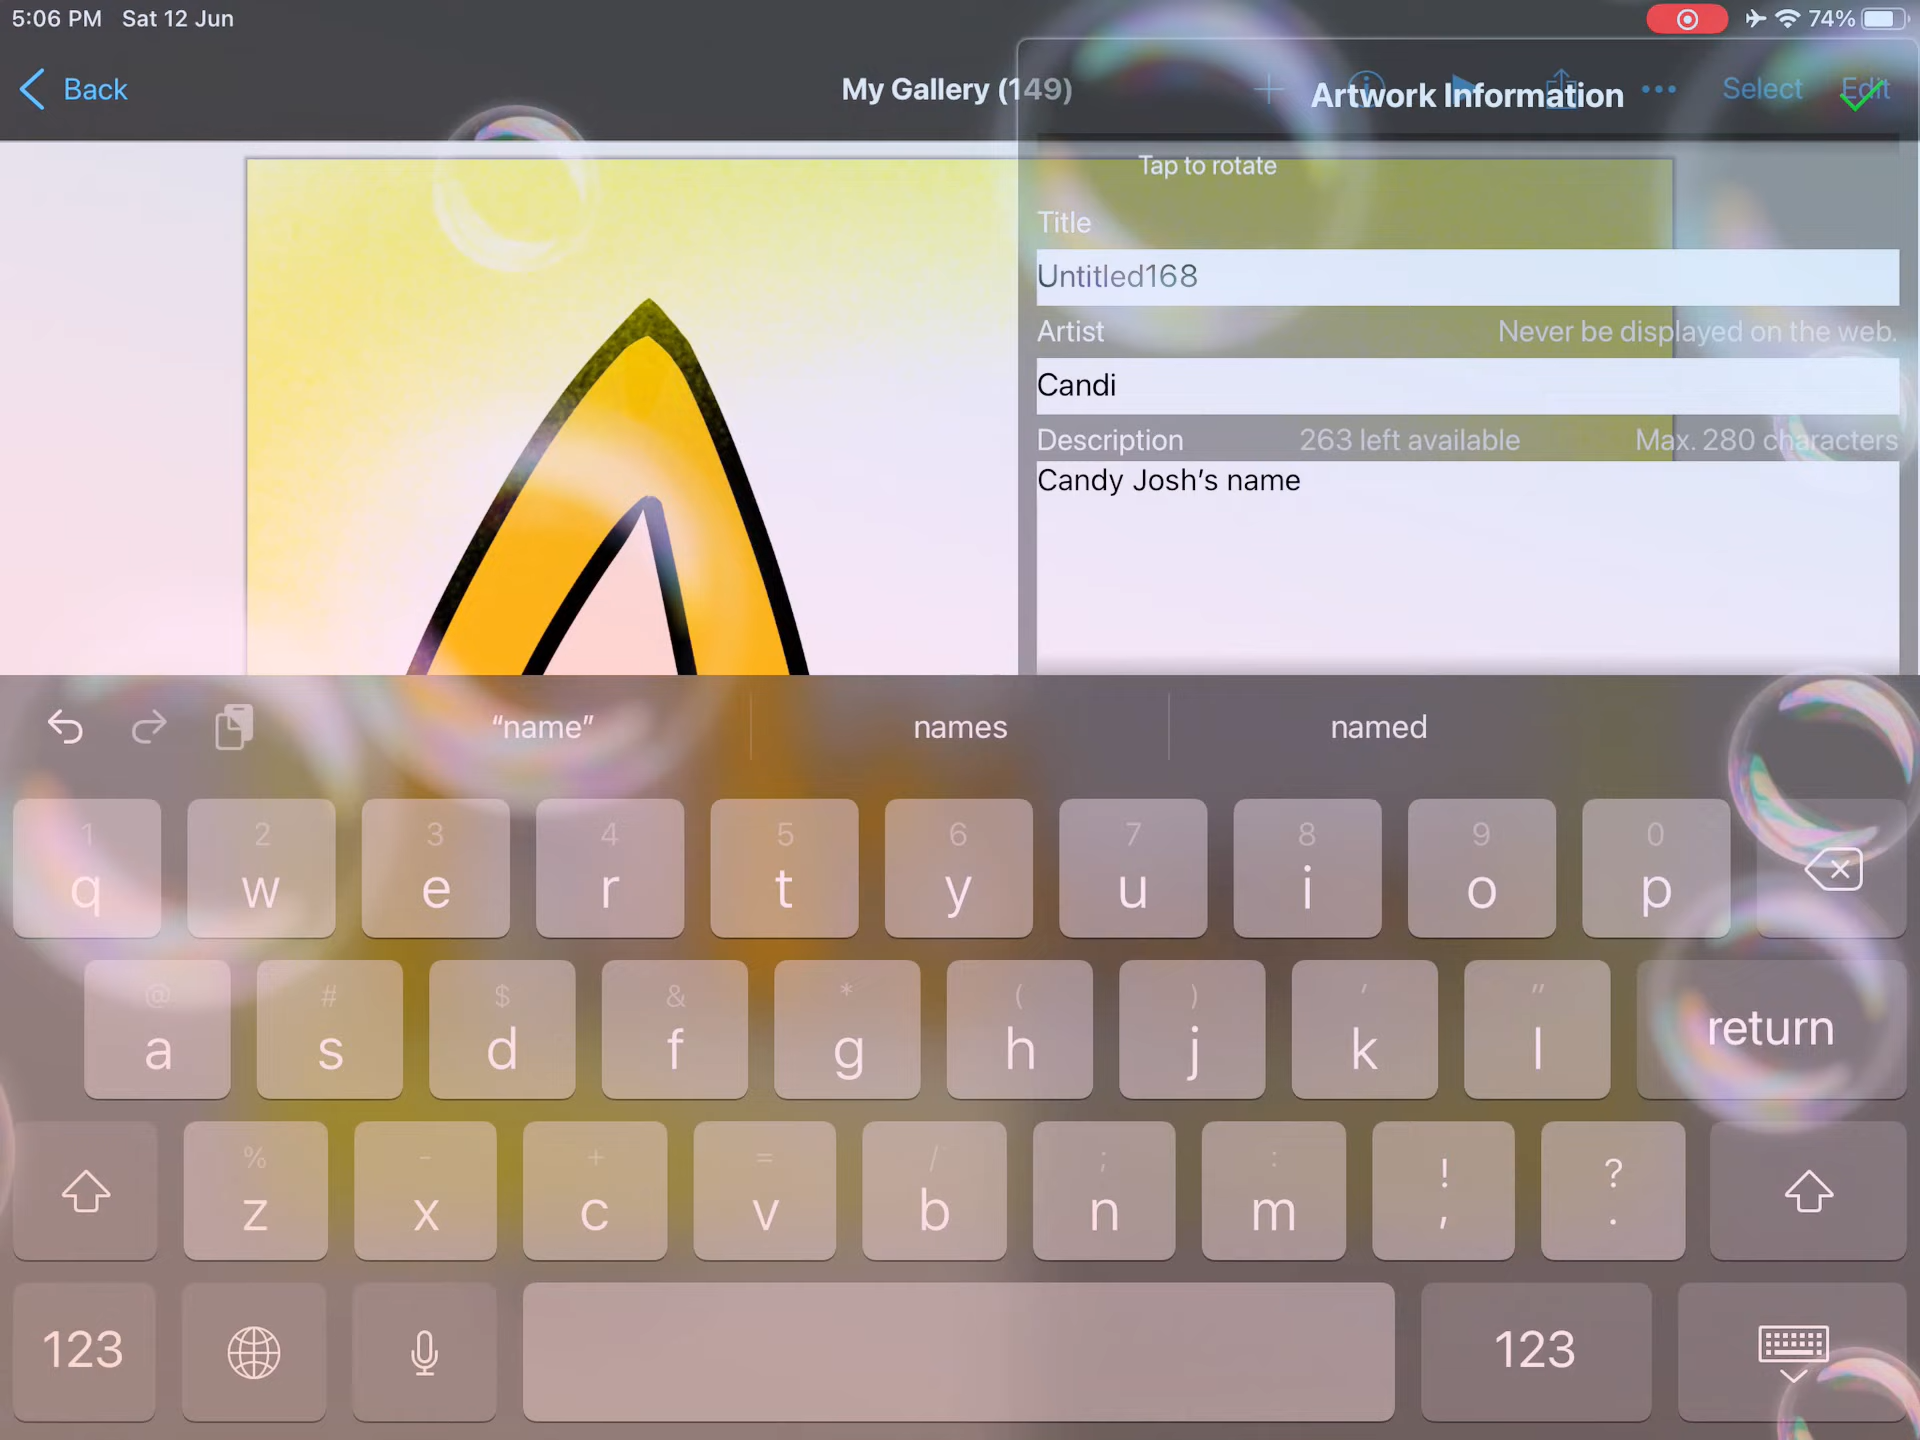 5:06 PM Sat 12 Jun 74%
Back My Gallery (149) Artwork Information Select Edit
Tap to rotate
Title
Untitled168
Artist Never be displayed on the web.
Candi
Description 263 left available Max. 280 characters
Candy Josh's name
“name” names named
1 2 3 4 5 6 7 8 9 0
q w e r t y u i o p
@ # $ & * ( ) ' "
a s d f g h j k l return
% - + = / ; : ! ?
z x c v b n m , .
123 123